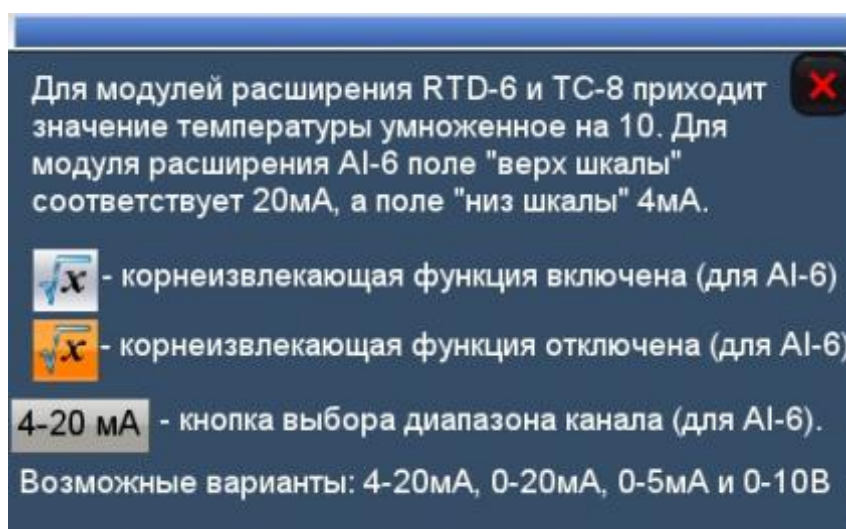 Для модулей расширения RTD-6 и TC-8 приходит
значение температуры умноженное на 10. Для
модуля расширения AI-6 поле "верх шкалы"
соответствует 20мА, а поле "низ шкалы" 4мА.
√x - корнеизвлекающая функция включена (для AI-6)
√x - корнеизвлекающая функция отключена (для AI-6)
4-20 мА - кнопка выбора диапазона канала (для AI-6).
Возможные варианты: 4-20мА, 0-20мА, 0-5мА и 0-10В